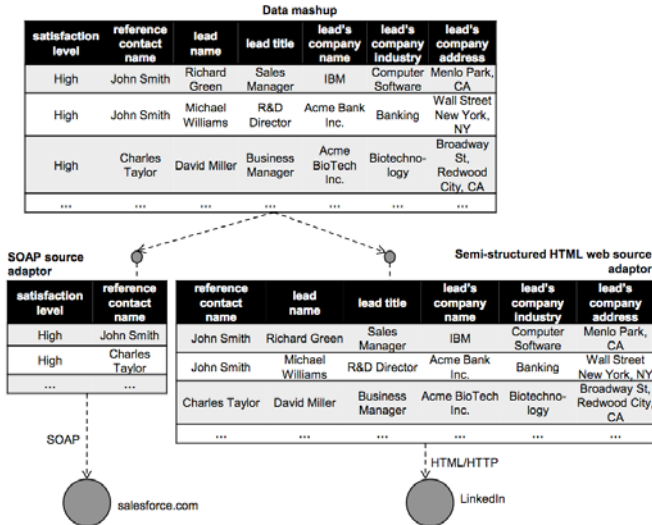 Data mashup
satisfaction level | reference contact name | lead name | lead title | lead's company name | lead's company industry | lead's company address
High | John Smith | Richard Green | Sales Manager | IBM | Computer Software | Menlo Park, CA
High | John Smith | Michael Williams | R&D Director | Acme Bank Inc. | Banking | Wall Street New York, NY
High | Charles Taylor | David Miller | Business Manager | Acme BioTech Inc. | Biotechno-logy | Broadway St, Redwood City, CA
... | ... | ... | ... | ... | ... | ...
SOAP source adaptor
satisfaction level | reference contact name
High | John Smith
High | Charles Taylor
... | ...
SOAP
salesforce.com
Semi-structured HTML web source adaptor
reference contact name | lead name | lead title | lead's company name | lead's company industry | lead's company address
John Smith | Richard Green | Sales Manager | IBM | Computer Software | Menlo Park, CA
John Smith | Michael Williams | R&D Director | Acme Bank Inc. | Banking | Wall Street New York, NY
Charles Taylor | David Miller | Business Manager | Acme BioTech Inc. | Biotechno-logy | Broadway St, Redwood City, CA
... | ... | ... | ... | ... | ...
HTML/HTTP
LinkedIn